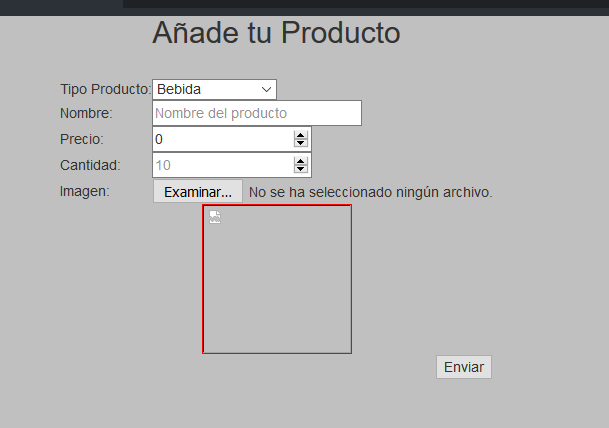 Añade tu Producto
Tipo Producto: Bebida
Nombre: Nombre del producto
Precio: 0
Cantidad: 10
Imagen: Examinar... No se ha seleccionado ningún archivo.
Enviar